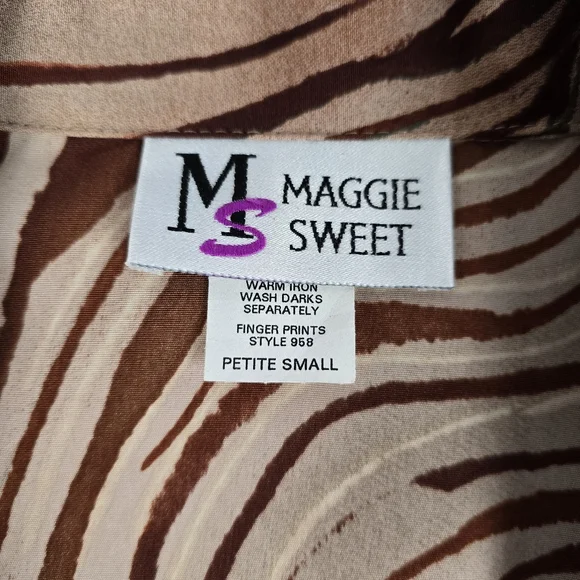 MS MAGGIE
SWEET
WARM IRON
WASH DARKS
SEPARATELY
FINGER PRINTS
STYLE 958
PETITE SMALL